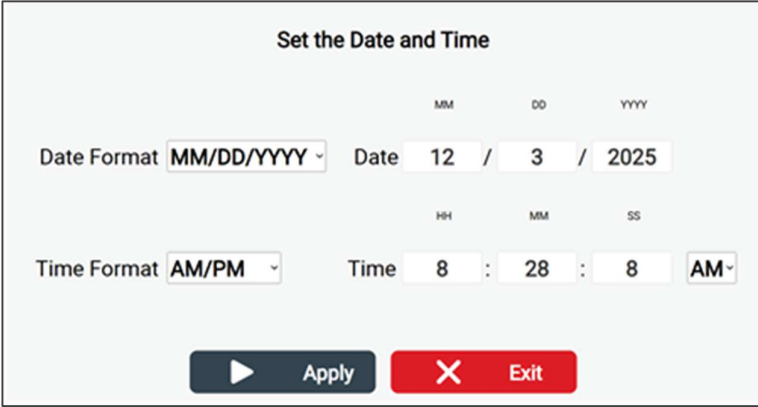 Set the Date and Time
MM DD YYYY
Date Format MM/DD/YYYY Date 12 / 3 / 2025
HH MM SS
Time Format AM/PM Time 8 : 28 : 8 AM
Apply Exit